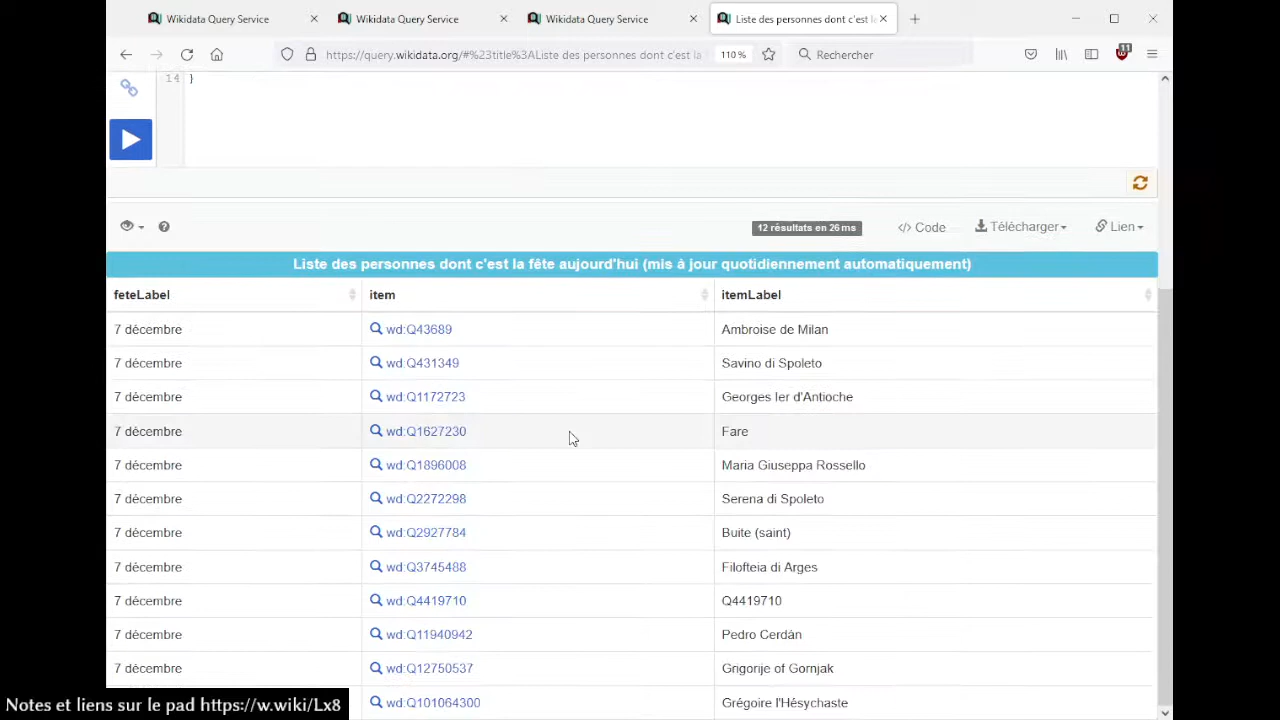 Wikidata Query Service
Wikidata Query Service
Wikidata Query Service
Liste des personnes dont c'est la
https://query.wikidata.org/#%23title%3AListe des personnes dont c'est la
110 %
Rechercher
11
14 }
12 résultats en 26 ms
</> Code
Télécharger
Lien
Liste des personnes dont c'est la fête aujourd'hui (mis à jour quotidiennement automatiquement)
feteLabel item itemLabel
7 décembre wd:Q43689 Ambroise de Milan
7 décembre wd:Q431349 Savino di Spoleto
7 décembre wd:Q1172723 Georges Ier d'Antioche
7 décembre wd:Q1627230 Fare
7 décembre wd:Q1896008 Maria Giuseppa Rossello
7 décembre wd:Q2272298 Serena di Spoleto
7 décembre wd:Q2927784 Buite (saint)
7 décembre wd:Q3745488 Filofteia di Arges
7 décembre wd:Q4419710 Q4419710
7 décembre wd:Q11940942 Pedro Cerdán
7 décembre wd:Q12750537 Grigorije of Gornjak
wd:Q101064300 Grégoire l'Hésychaste
Notes et liens sur le pad https://w.wiki/Lx8